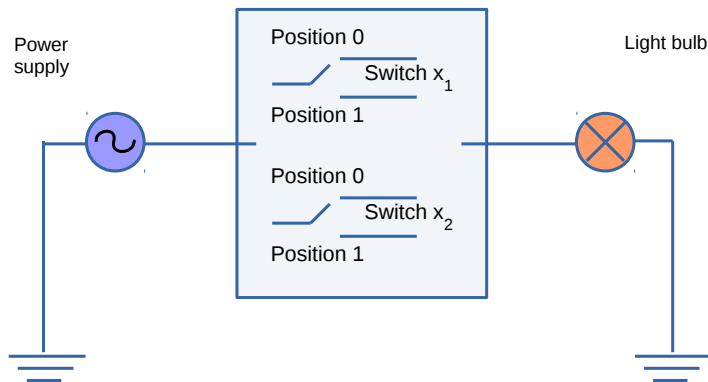 Power
supply
Position 0
Switch x1
Position 1
Position 0
Switch x2
Position 1
Light bulb